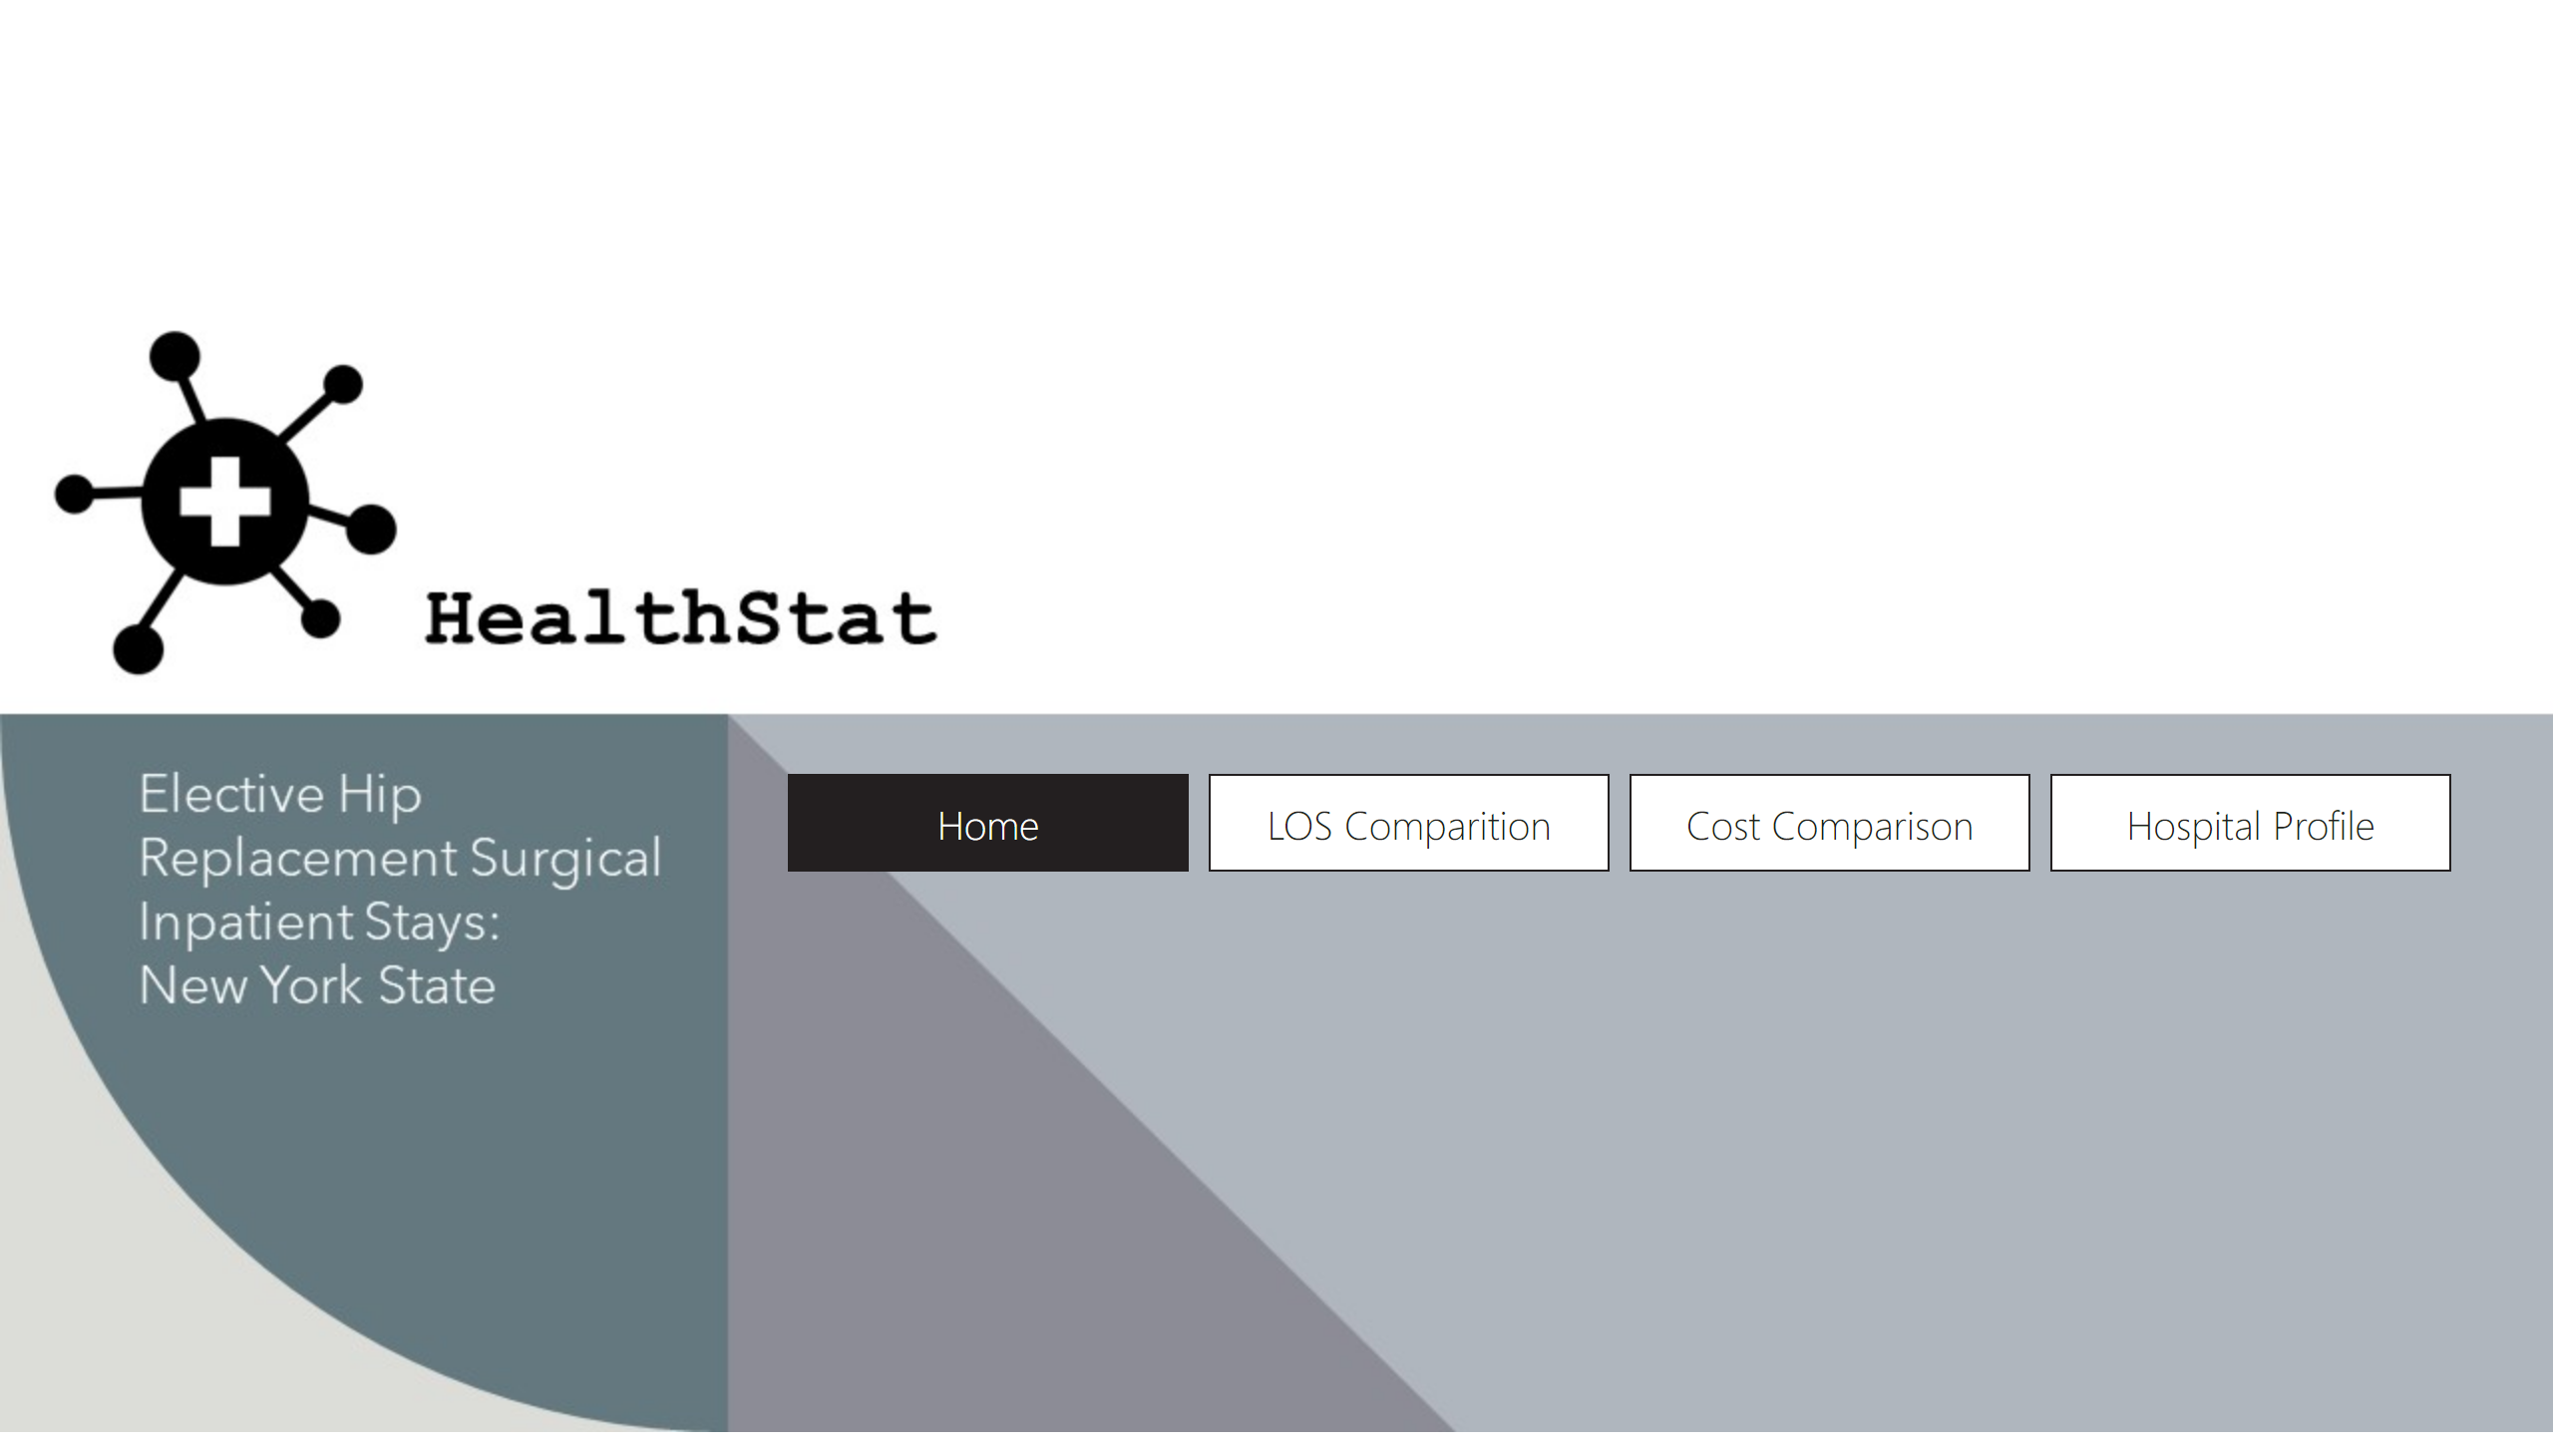 HealthStat
Elective Hip
Replacement Surgical
Inpatient Stays:
New York State
Home
LOS Comparition
Cost Comparison
Hospital Profile